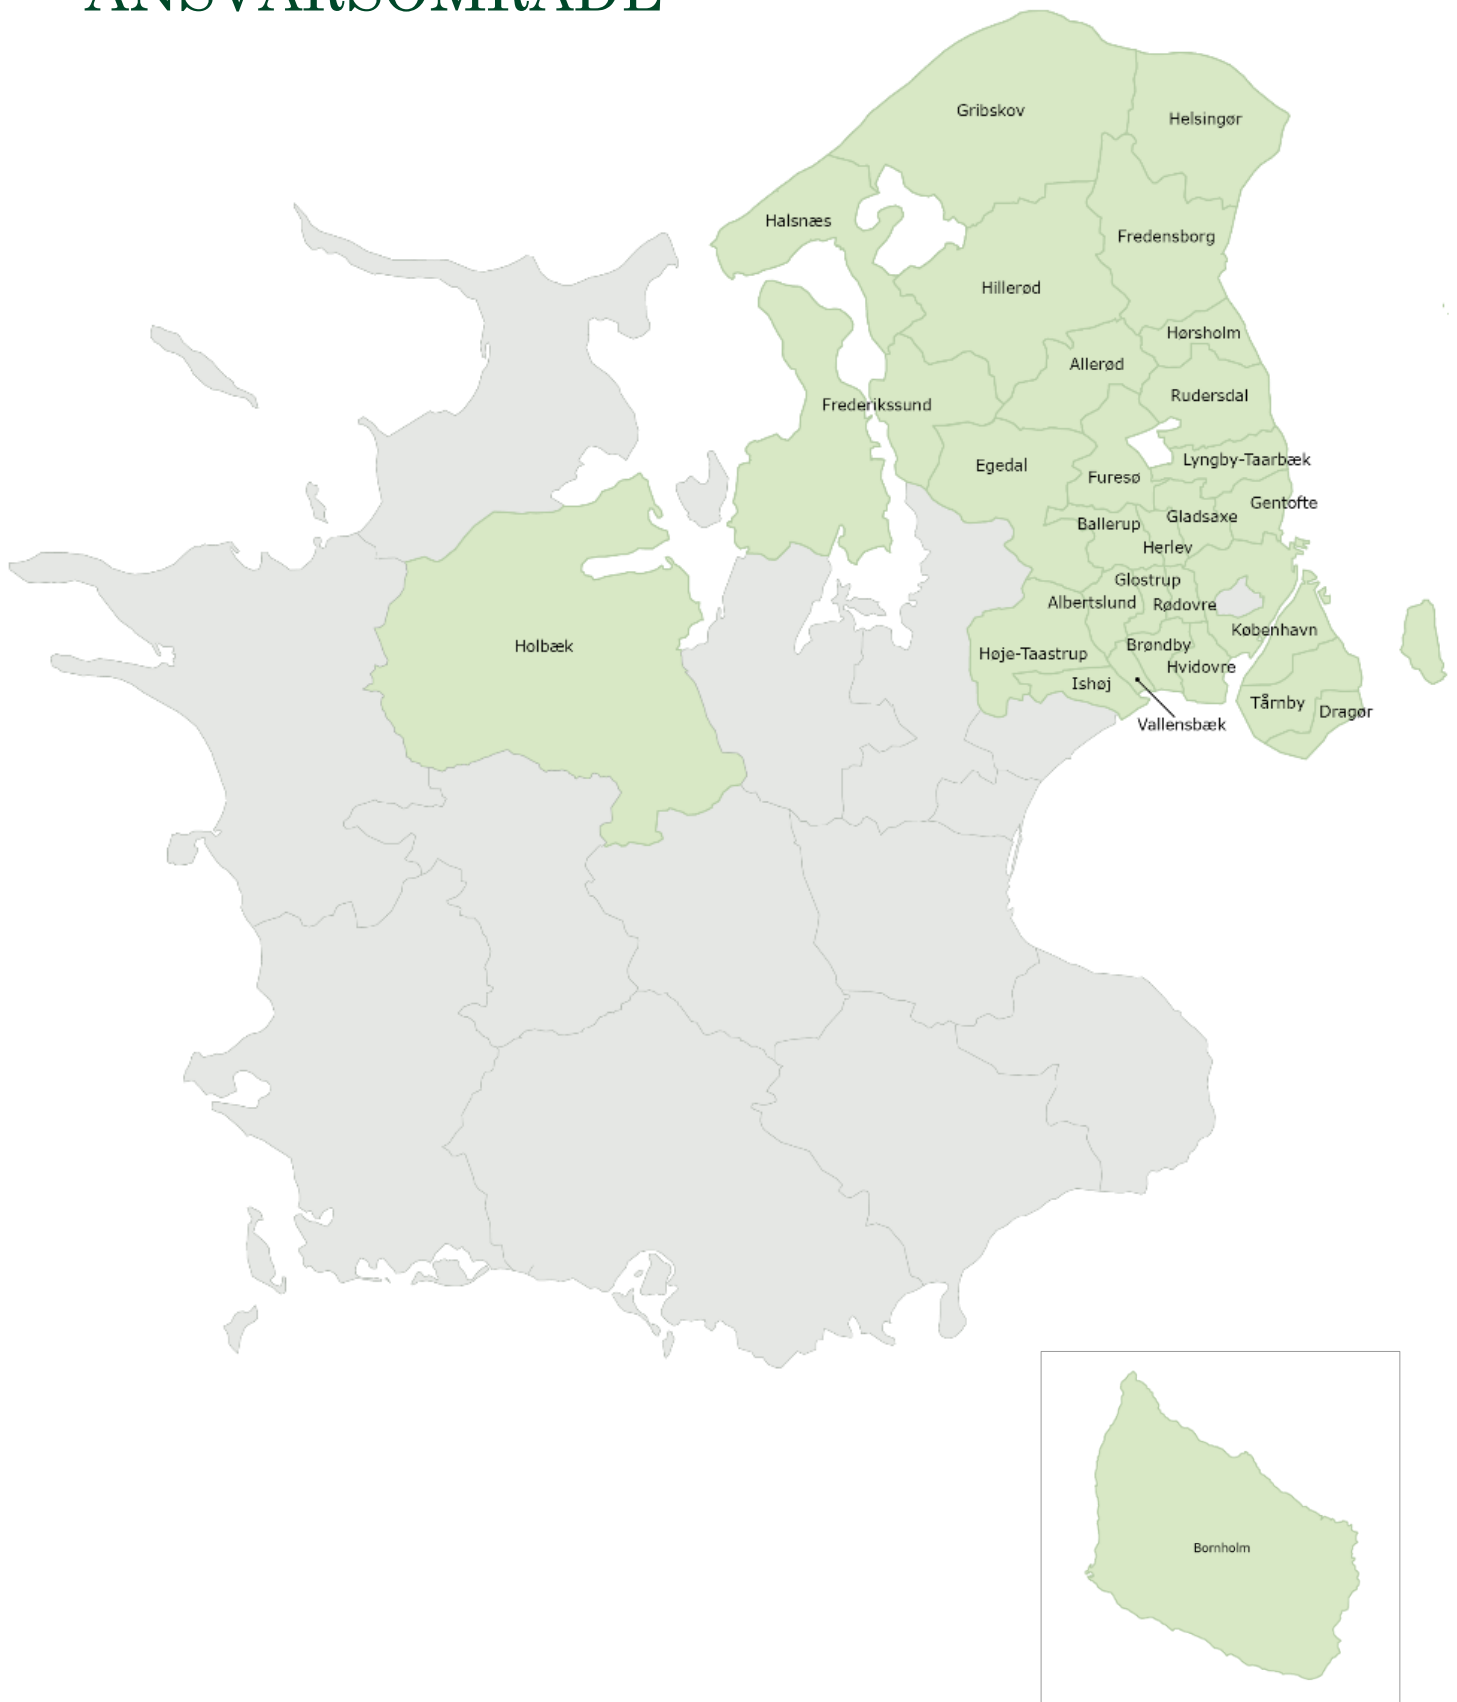 ANSVARSOMRÅDE
Gribskov
Helsingør
Halsnæs
Fredensborg
Hillerød
Hørsholm
Allerød
Rudersdal
Frederikssund
Lyngby-Taarbæk
Egedal
Furesø
Gentofte
Gladsaxe
Ballerup
Herlev
Glostrup
Albertslund
Rødovre
København
Holbæk
Brøndby
Høje-Taastrup
Hvidovre
Ishøj
Tårnby
Dragør
Vallensbæk
Bornholm